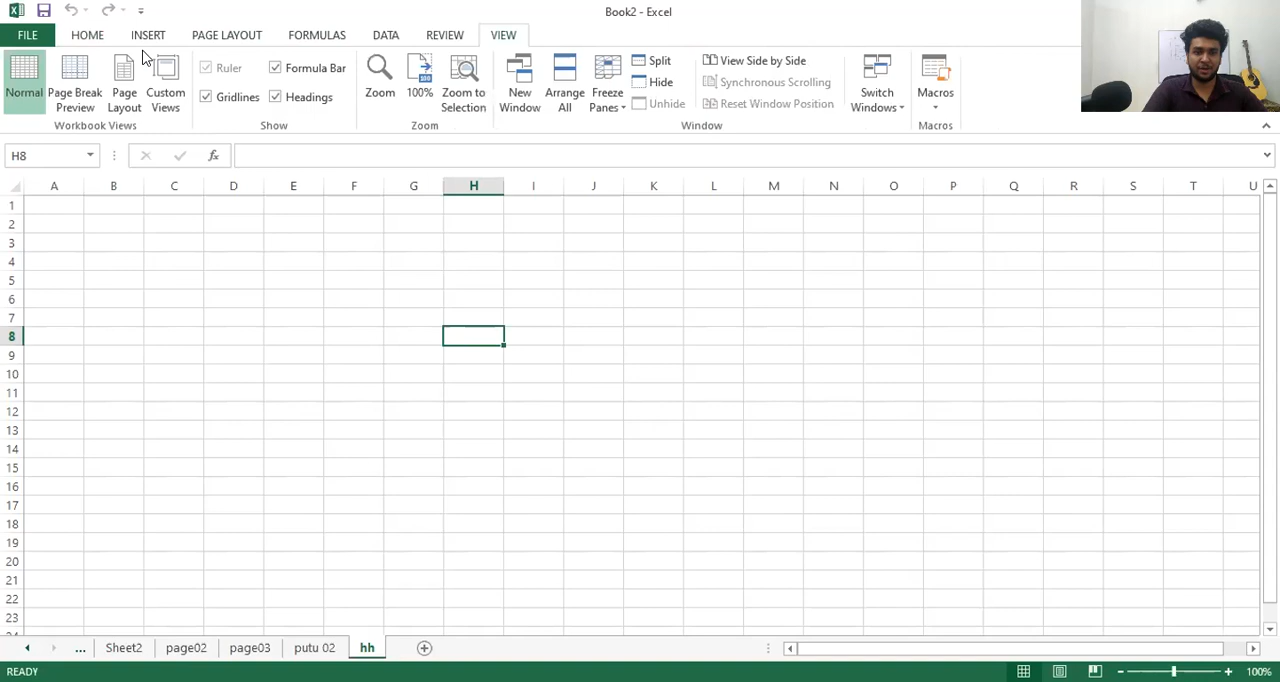 Book2 - Excel
FILE HOME INSERT PAGE LAYOUT FORMULAS DATA REVIEW VIEW
Normal
Page Break Preview
Page Layout
Custom Views
Workbook Views
Ruler
Formula Bar
Gridlines
Headings
Show
Zoom
100%
Zoom to Selection
Zoom
New Window
Arrange All
Freeze Panes
Split
Hide
Unhide
View Side by Side
Synchronous Scrolling
Reset Window Position
Window
Switch Windows
Macros
Macros
H8
fx
A B C D E F G H I J K L M N O P Q R S T U
1
2
3
4
5
6
7
8
9
10
11
12
13
14
15
16
17
18
19
20
21
22
23
... Sheet2 page02 page03 putu 02 hh
READY
100%